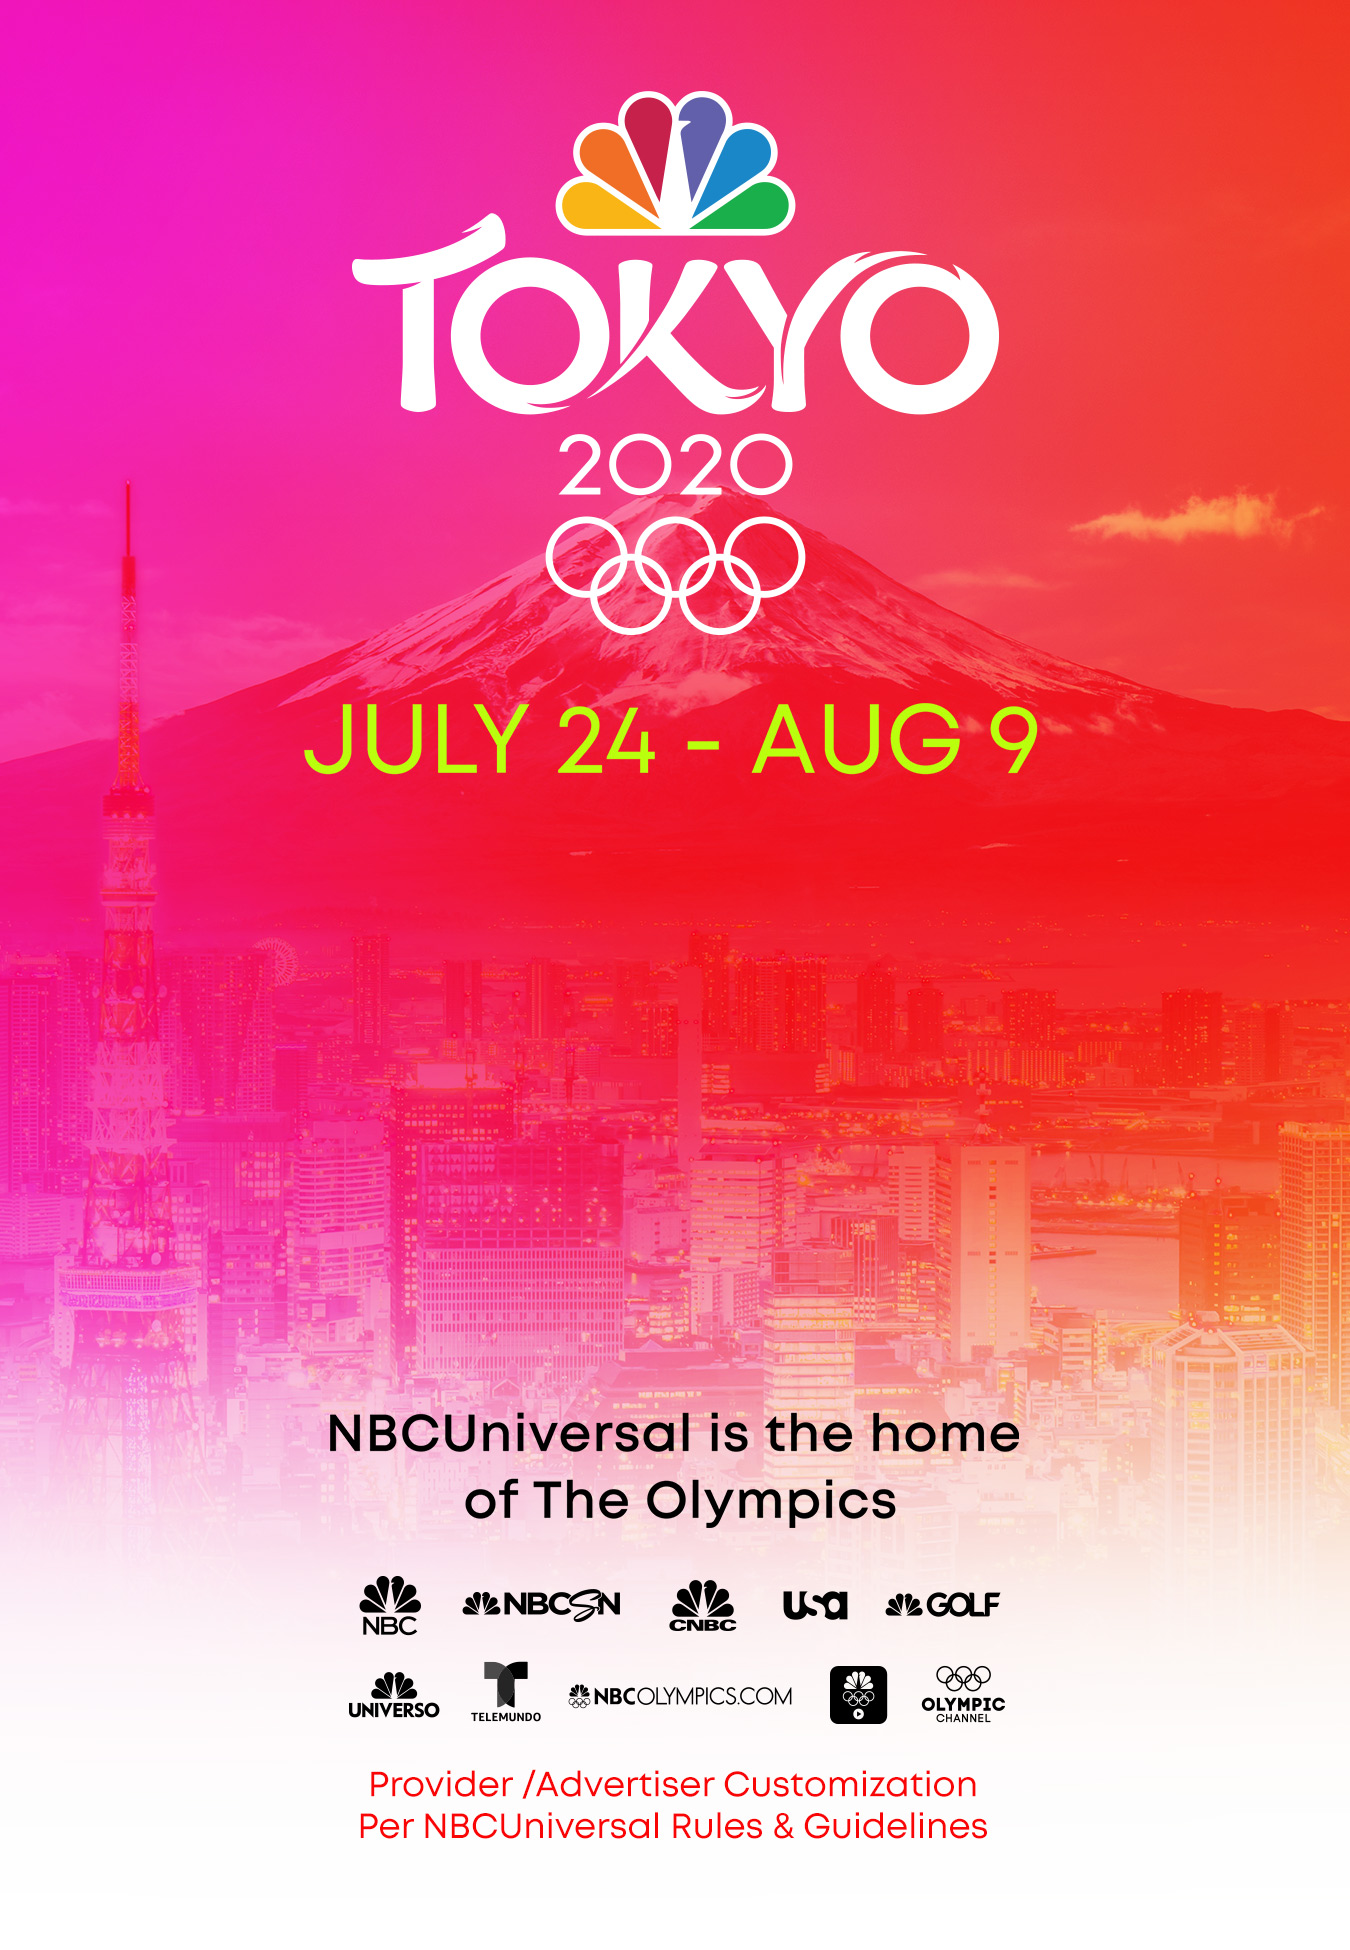 TOKYO
2020
JULY 24 - AUG 9
NBCUniversal is the home
of The Olympics
NBC NBCSN CNBC usa GOLF
UNIVERSO TELEMUNDO NBCOLYMPICS.COM OLYMPIC CHANNEL
Provider /Advertiser Customization
Per NBCUniversal Rules & Guidelines